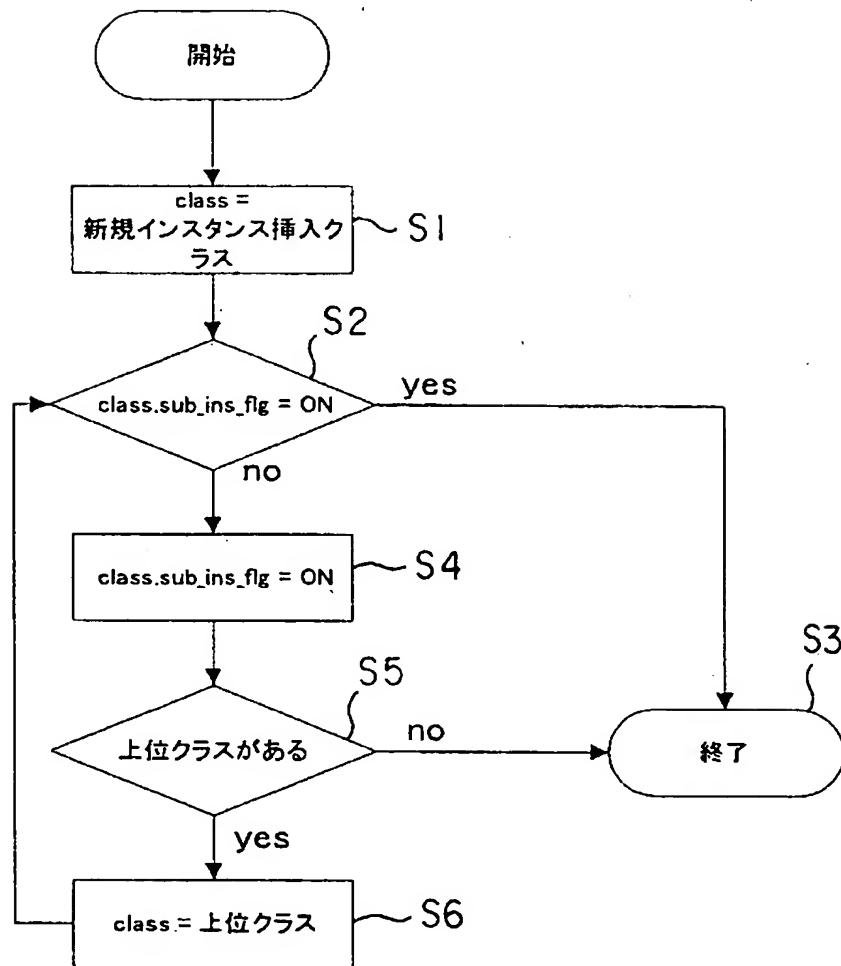 開始
class =
新規インスタンス挿入ク
ラス
S1
S2
class.sub_ins_flg = ON
yes
no
class.sub_ins_flg = ON
S4
S3
S5
上位クラスがある
no
終了
yes
class = 上位クラス
S6